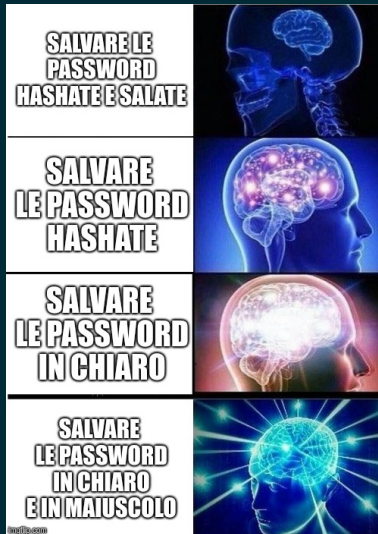 SALVARE LE
PASSWORD
HASHATE E SALATE
SALVARE
LE PASSWORD
HASHATE
SALVARE
LE PASSWORD
IN CHIARO
SALVARE
LE PASSWORD
IN CHIARO
E IN MAIUSCOLO
imgflip.com